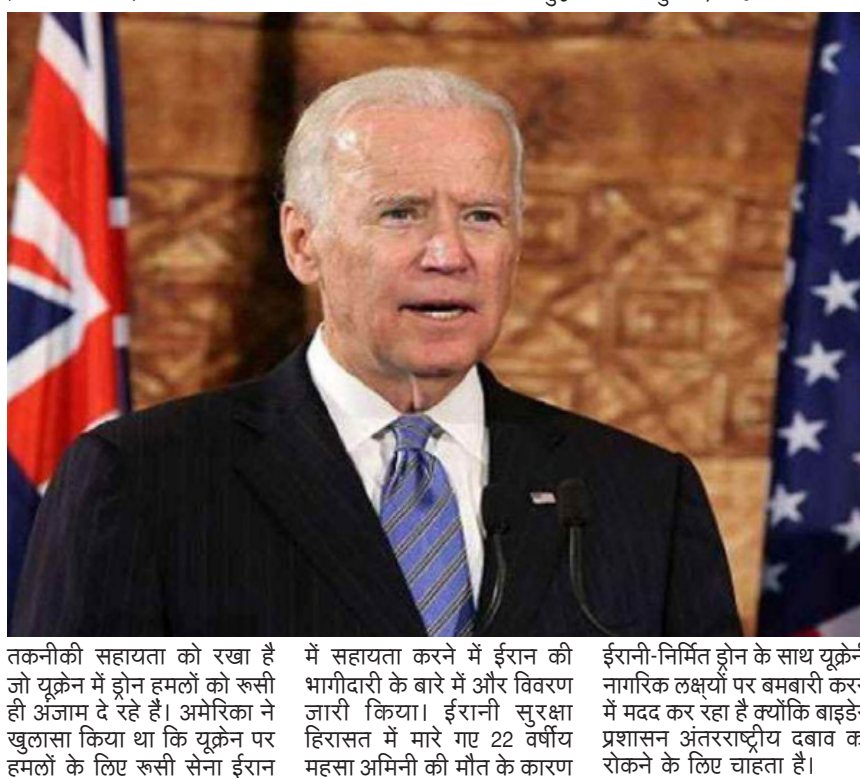 तकनीकी सहायता को रखा है
जो यूक्रेन में ड्रोन हमलों को रूसी
ही अंजाम दे रहे हैं। अमेरिका ने
खुलासा किया था कि यूक्रेन पर
हमलों के लिए रूसी सेना ईरान
में सहायता करने में ईरान की
भागीदारी के बारे में और विवरण
जारी किया। ईरानी सुरक्षा
हिरासत में मारे गए 22 वर्षीय
महसा अमिनी की मौत के कारण
ईरानी-निर्मित ड्रोन के साथ यूक्रेनी
नागरिक लक्ष्यों पर बमबारी करन
में मदद कर रहा है क्योंकि बाइडेन
प्रशासन अंतरराष्ट्रीय दबाव क
रोकने के लिए चाहता है।